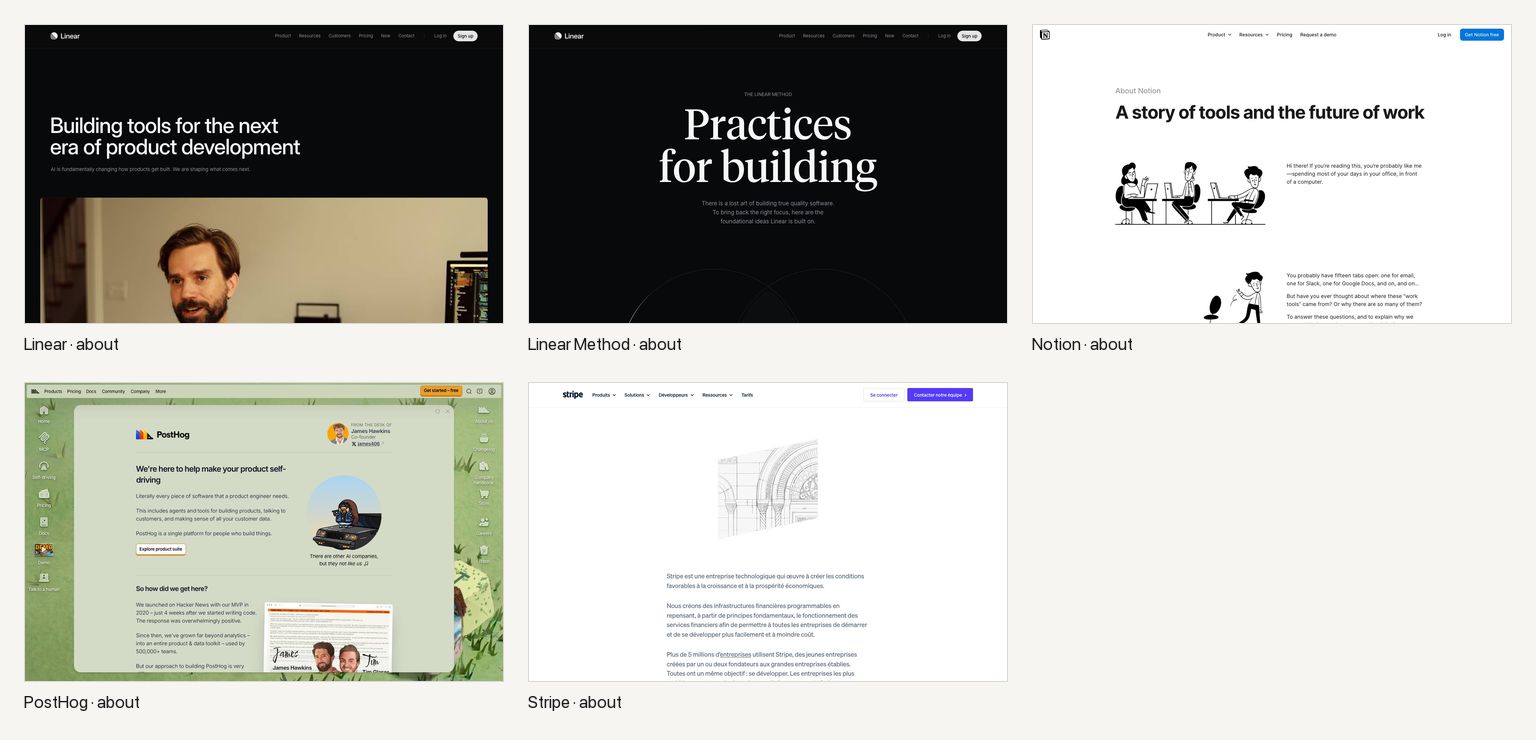 Linear
Product Resources Customers Pricing Now Contact Log in Sign up
Building tools for the next
era of product development
AI is fundamentally changing how products get built. We are shaping what comes next.
Linear · about
Linear
Product Resources Customers Pricing Now Contact Log in Sign up
THE LINEAR METHOD
Practices
for building
There is a lost art of building true quality software.
To bring back the right focus, here are the
foundational ideas Linear is built on.
Linear Method · about
Product Resources Pricing Request a demo Log in Get Notion free
About Notion
A story of tools and the future of work
Hi there! If you're reading this, you're probably like me
—spending most of your days in your office, in front
of a computer.
You probably have fifteen tabs open: one for email,
one for Slack, one for Google Docs, and on, and on...
But have you ever thought about where these "work
tools" came from? Or why there are so many of them?
To answer these questions, and to explain why we
Notion · about
Products Pricing Docs Community Company More Get started - free
Home
MCP
Self-driving
Pricing
Docs
Demo
Talk to a human
PostHog
FROM THE DESK OF
James Hawkins
Co-founder
X james406
We're here to help make your product self-
driving
Literally every piece of software that a product engineer needs.
This includes agents and tools for building products, talking to
customers, and making sense of all your customer data.
PostHog is a single platform for people who build things.
Explore product suite
There are other AI companies,
but they not like us
So how did we get here?
We launched on Hacker News with our MVP in
2020 – just 4 weeks after we started writing code.
The response was overwhelmingly positive.
Since then, we've grown far beyond analytics –
into an entire product & data toolkit – used by
500,000+ teams.
But our approach to building PostHog is very
James
James Hawkins
Tim
Changelog
Company
handbook
Store
Careers
Trash
PostHog · about
stripe
Produits Solutions Développeurs Ressources Tarifs Se connecter Contacter notre équipe
Stripe est une entreprise technologique qui œuvre à créer les conditions
favorables à la croissance et à la prospérité économiques.
Nous créons des infrastructures financières programmables en
repensant, à partir de principes fondamentaux, le fonctionnement des
services financiers afin de permettre à toutes les entreprises de démarrer
et de se développer plus facilement et à moindre coût.
Plus de 5 millions d'entreprises utilisent Stripe, des jeunes entreprises
créées par un ou deux fondateurs aux grandes entreprises établies.
Toutes ont un même objectif : se développer. Les entreprises les plus
Stripe · about